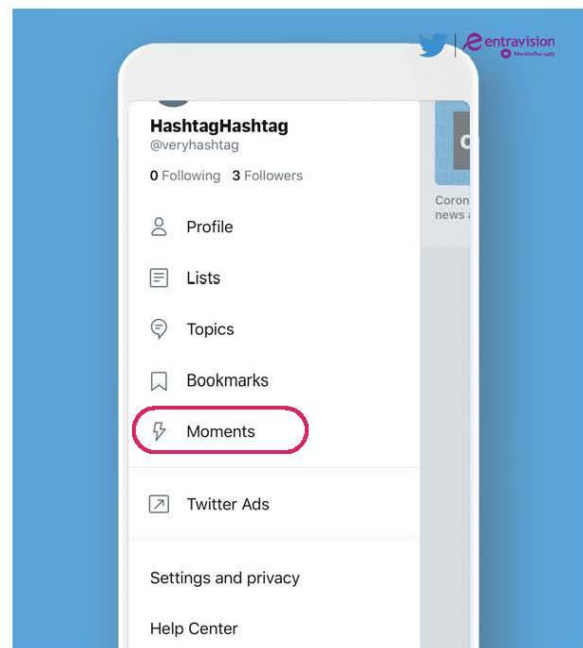 entravision
MediaDonuts
HashtagHashtag
@veryhashtag
0 Following 3 Followers
Coron
news a
Profile
Lists
Topics
Bookmarks
Moments
Twitter Ads
Settings and privacy
Help Center